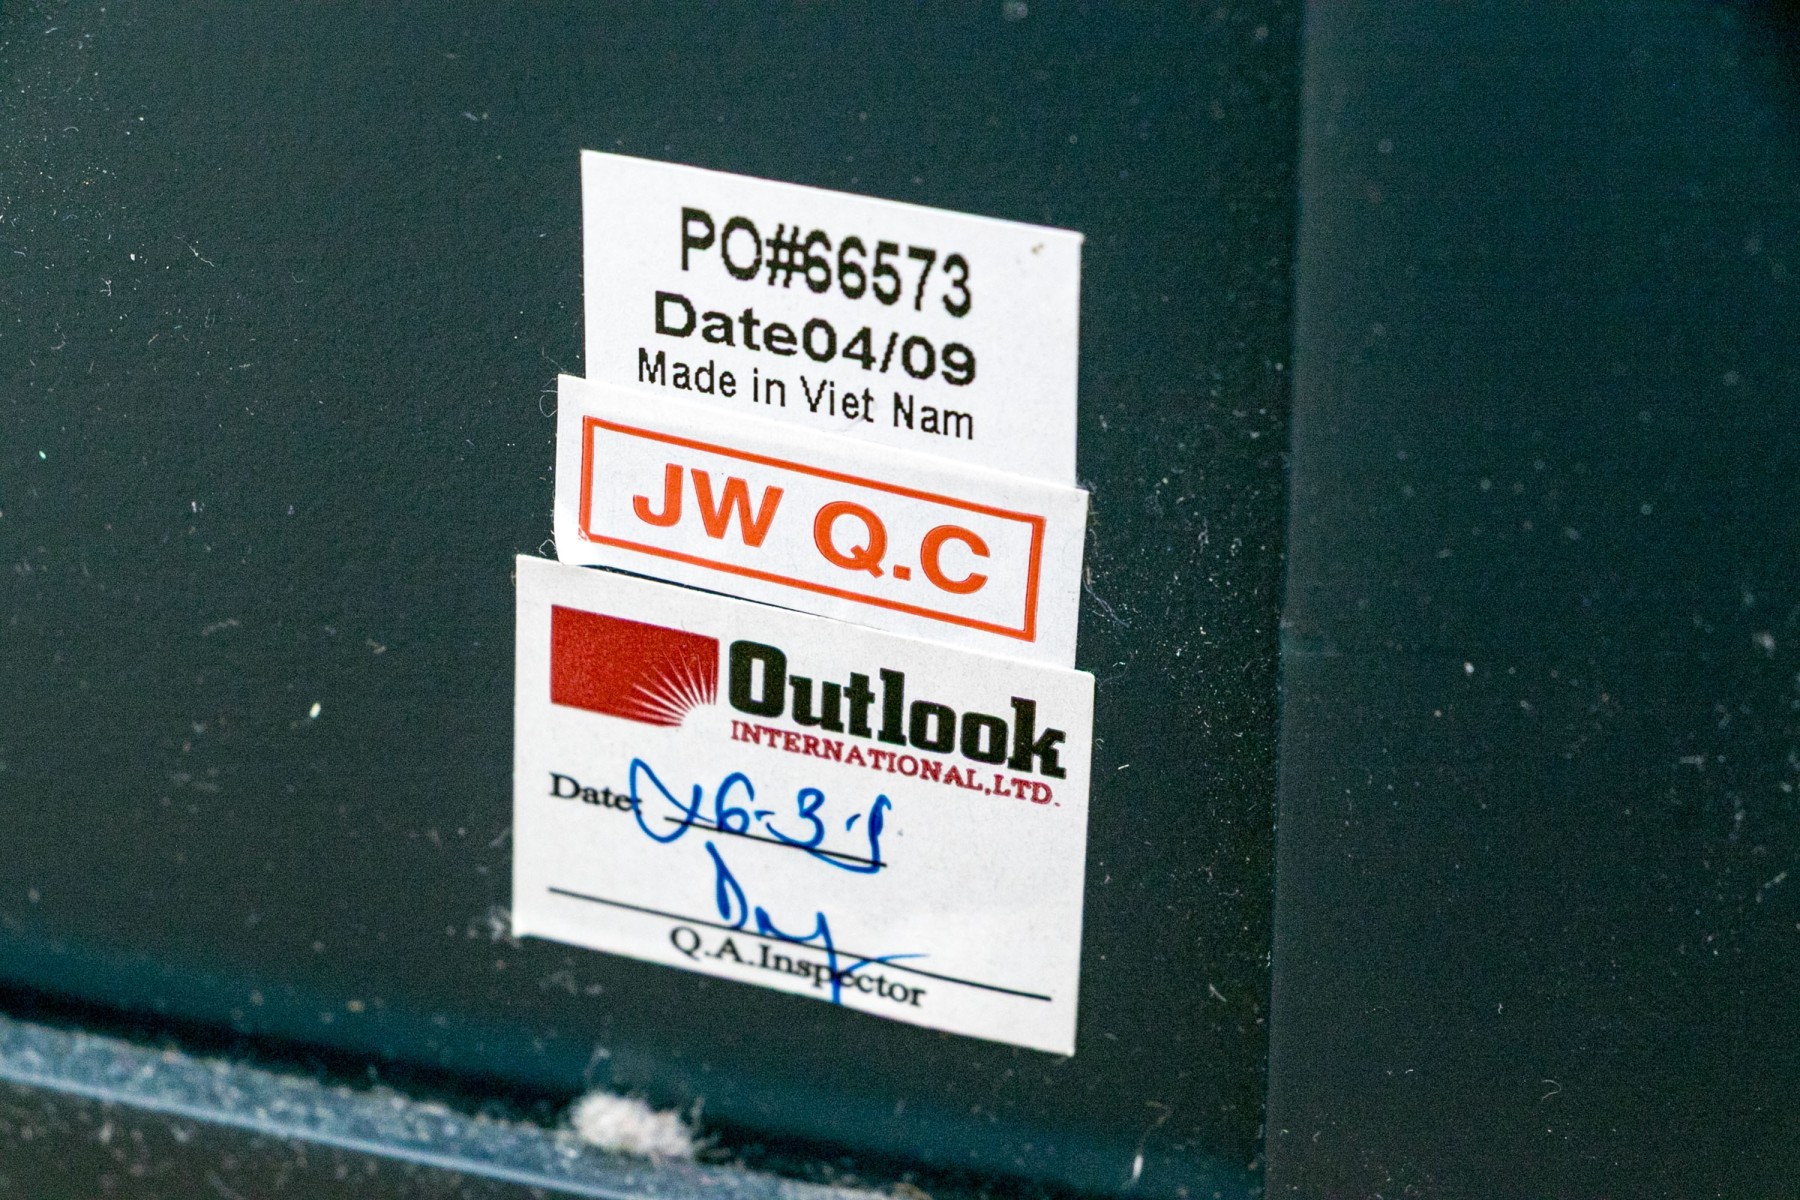 PO#66573
Date04/09
Made in Viet Nam
JW Q.C
Outlook
INTERNATIONAL,LTD.
Date:
Q.A.Inspector